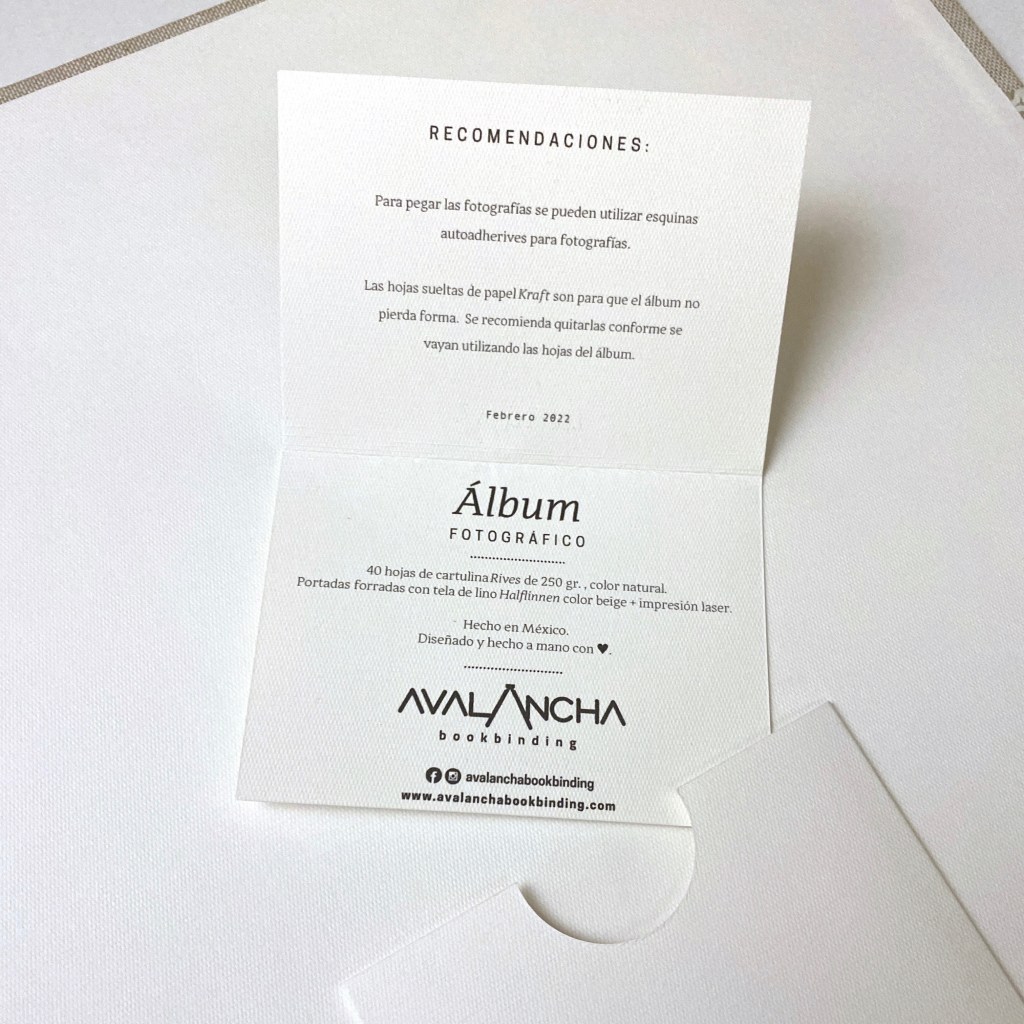 RECOMENDACIONES:
Para pegar las fotografías se pueden utilizar esquinas
autoadherives para fotografías.
Las hojas sueltas de papel Kraft son para que el álbum no
pierda forma. Se recomienda quitarlas conforme se
vayan utilizando las hojas del álbum.
Febrero 2022
Álbum
FOTOGRÁFICO
40 hojas de cartulina Rives de 250 gr. , color natural.
Portadas forradas con tela de lino Halflinnen color beige + impresión laser.
Hecho en México.
Diseñado y hecho a mano con ♥.
AVALANCHA
bookbinding
avalanchabookbinding
www.avalanchabookbinding.com